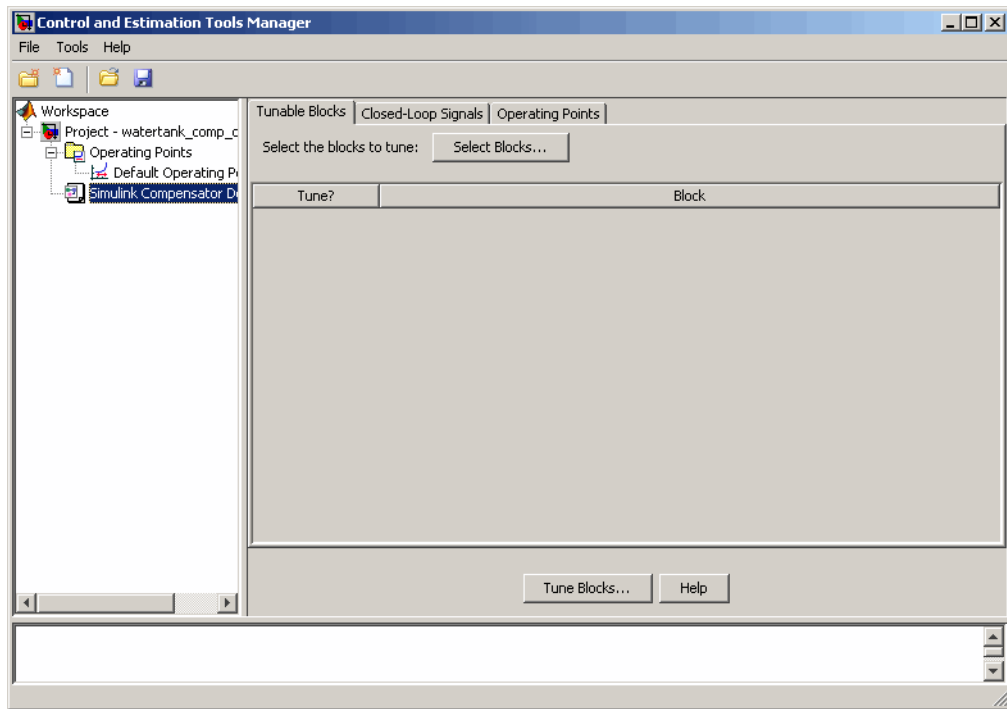 Control and Estimation Tools Manager
File Tools Help
Workspace
Project - watertank_comp_c
Operating Points
Default Operating P
Simulink Compensator D
Tunable Blocks Closed-Loop Signals Operating Points
Select the blocks to tune: Select Blocks...
Tune? Block
Tune Blocks... Help